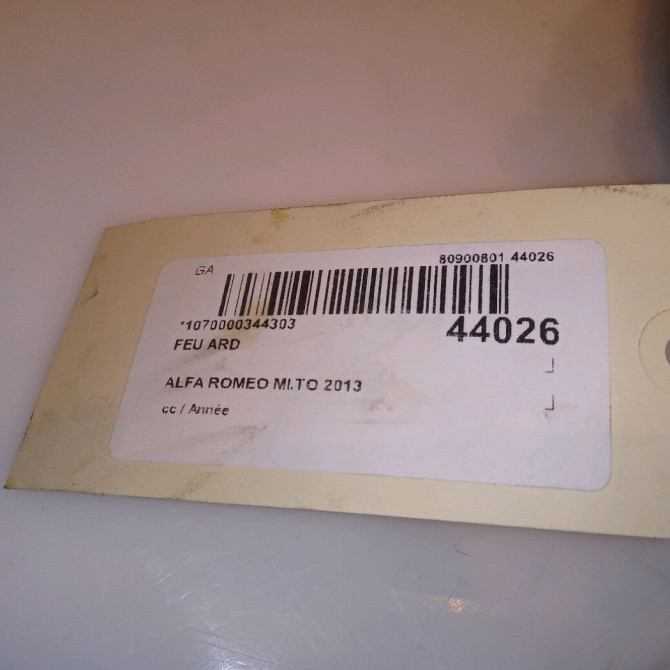 GA
80900801 44026
*1070000344303
44026
FEU ARD
ALFA ROMEO MI.TO 2013
cc / Année